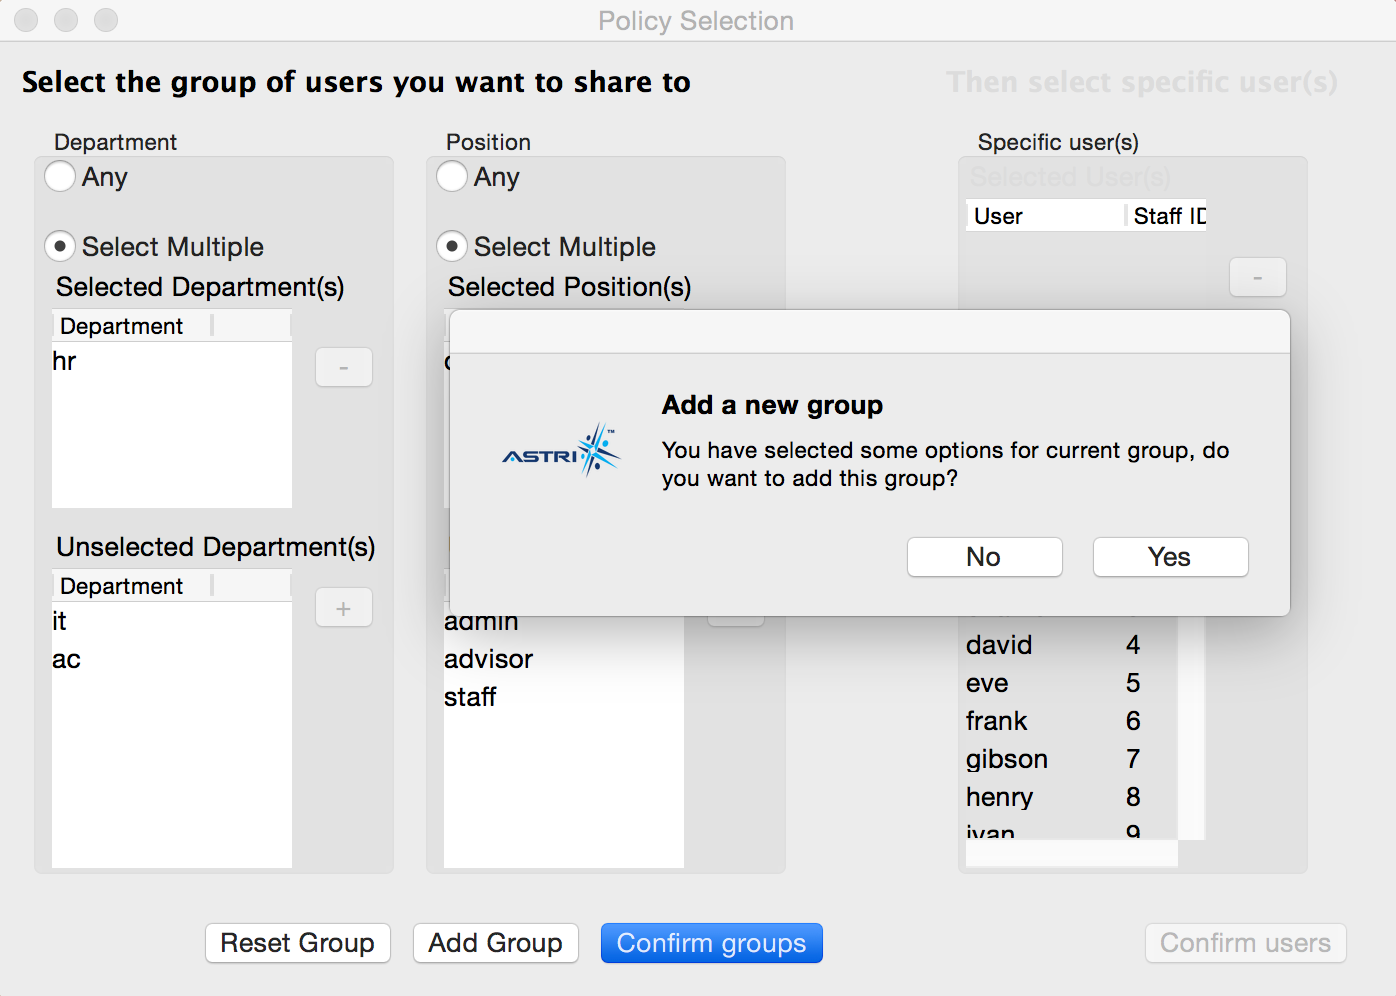 Policy Selection
Select the group of users you want to share to
Then select specific user(s)
Department
Any
Select Multiple
Selected Department(s)
Department
hr
-
Unselected Department(s)
Department
it
ac
+
Position
Any
Select Multiple
Selected Position(s)
admin
advisor
staff
Specific user(s)
Selected User(s)
User Staff ID
-
david 4
eve 5
frank 6
gibson 7
henry 8
ivan 9
ASTRI™
Add a new group
You have selected some options for current group, do
you want to add this group?
No Yes
Reset Group Add Group Confirm groups Confirm users